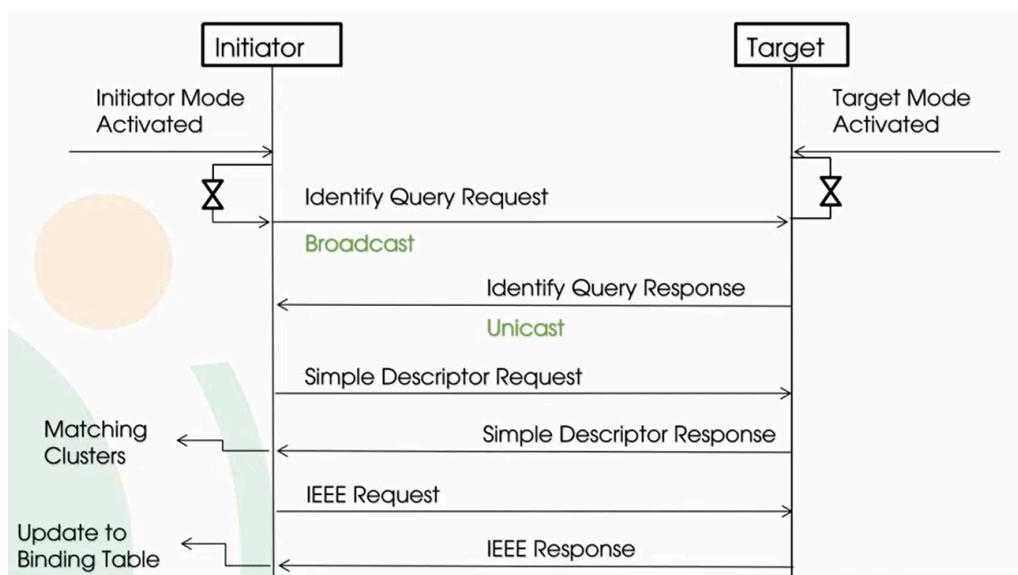 Initiator
Target
Initiator Mode
Activated
Target Mode
Activated
Identify Query Request
Broadcast
Identify Query Response
Unicast
Simple Descriptor Request
Simple Descriptor Response
Matching
Clusters
IEEE Request
Update to
Binding Table
IEEE Response